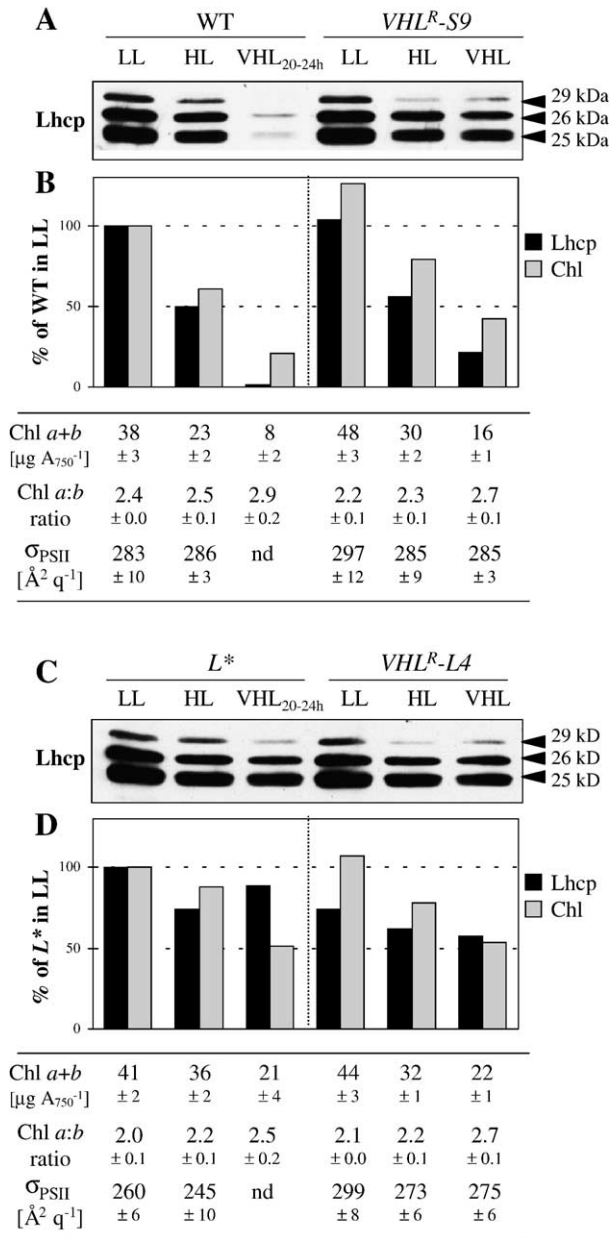 A WT VHL^R-S9
LL HL VHL20-24h LL HL VHL
Lhcp
29 kDa
26 kDa
25 kDa
B
% of WT in LL
100
50
0
Lhcp
Chl
Chl a+b 38 23 8 48 30 16
[µg A750⁻¹] ± 3 ± 2 ± 2 ± 3 ± 2 ± 1
Chl a:b 2.4 2.5 2.9 2.2 2.3 2.7
ratio ± 0.0 ± 0.1 ± 0.2 ± 0.1 ± 0.1 ± 0.1
σPSII 283 286 nd 297 285 285
[Å² q⁻¹] ± 10 ± 3 ± 12 ± 9 ± 3
C L* VHL^R-L4
LL HL VHL20-24h LL HL VHL
Lhcp
29 kD
26 kD
25 kD
D
% of L* in LL
100
50
0
Lhcp
Chl
Chl a+b 41 36 21 44 32 22
[µg A750⁻¹] ± 2 ± 2 ± 4 ± 3 ± 1 ± 1
Chl a:b 2.0 2.2 2.5 2.1 2.2 2.7
ratio ± 0.1 ± 0.1 ± 0.2 ± 0.0 ± 0.1 ± 0.1
σPSII 260 245 nd 299 273 275
[Å² q⁻¹] ± 6 ± 10 ± 8 ± 6 ± 6